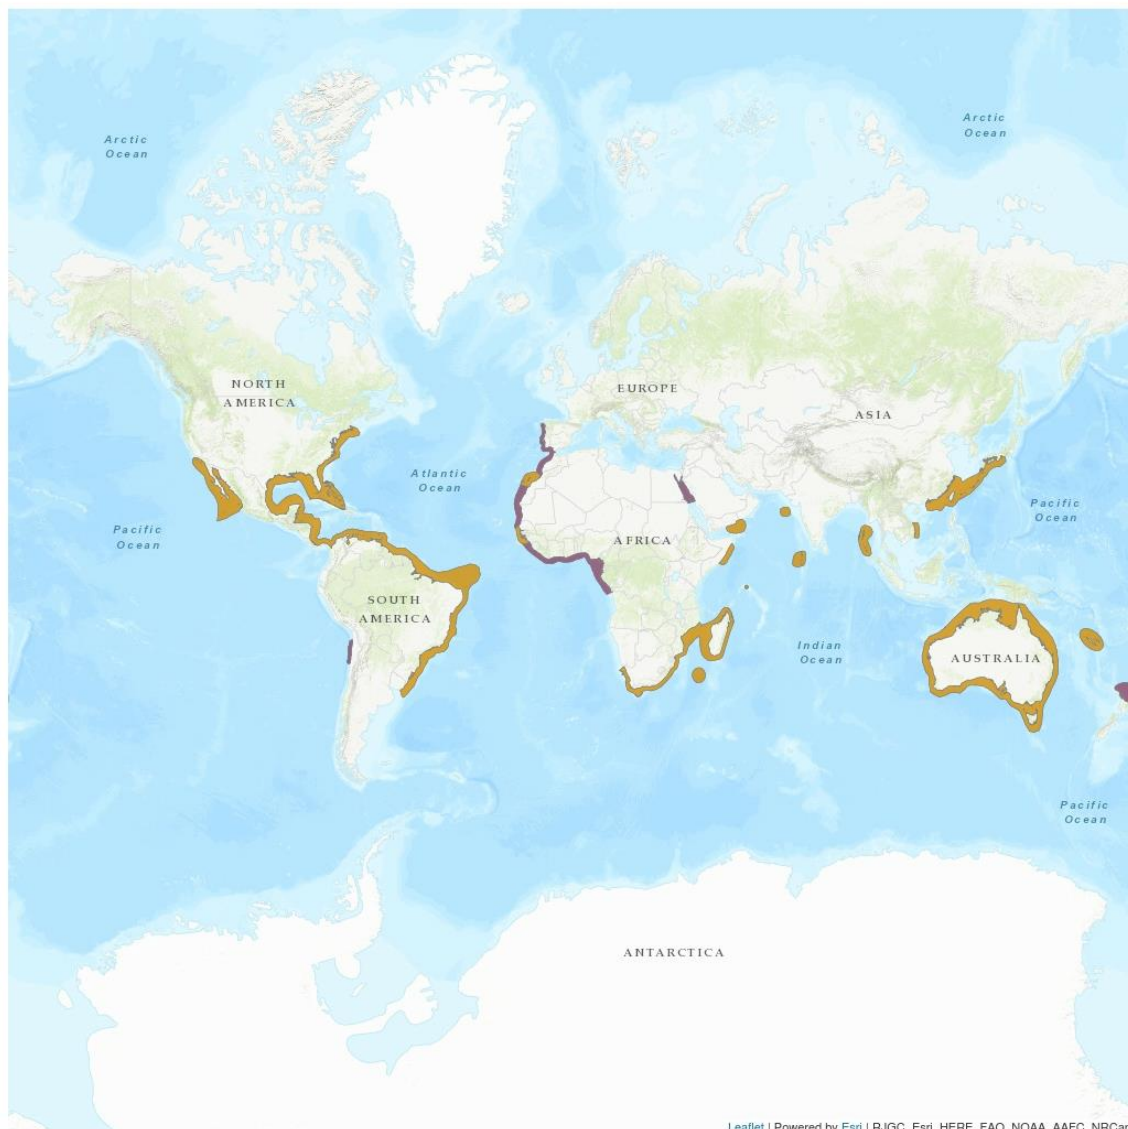 Arctic
Ocean
Arctic
Ocean
NORTH
AMERICA
EUROPE
ASIA
Atlantic
Ocean
Pacific
Ocean
Pacific
Ocean
AFRICA
SOUTH
AMERICA
Indian
Ocean
AUSTRALIA
Pacific
Ocean
ANTARCTICA
Leaflet | Powered by Esri | RJGC, Esri, HERE, FAO, NOAA, AAFC, NRCan